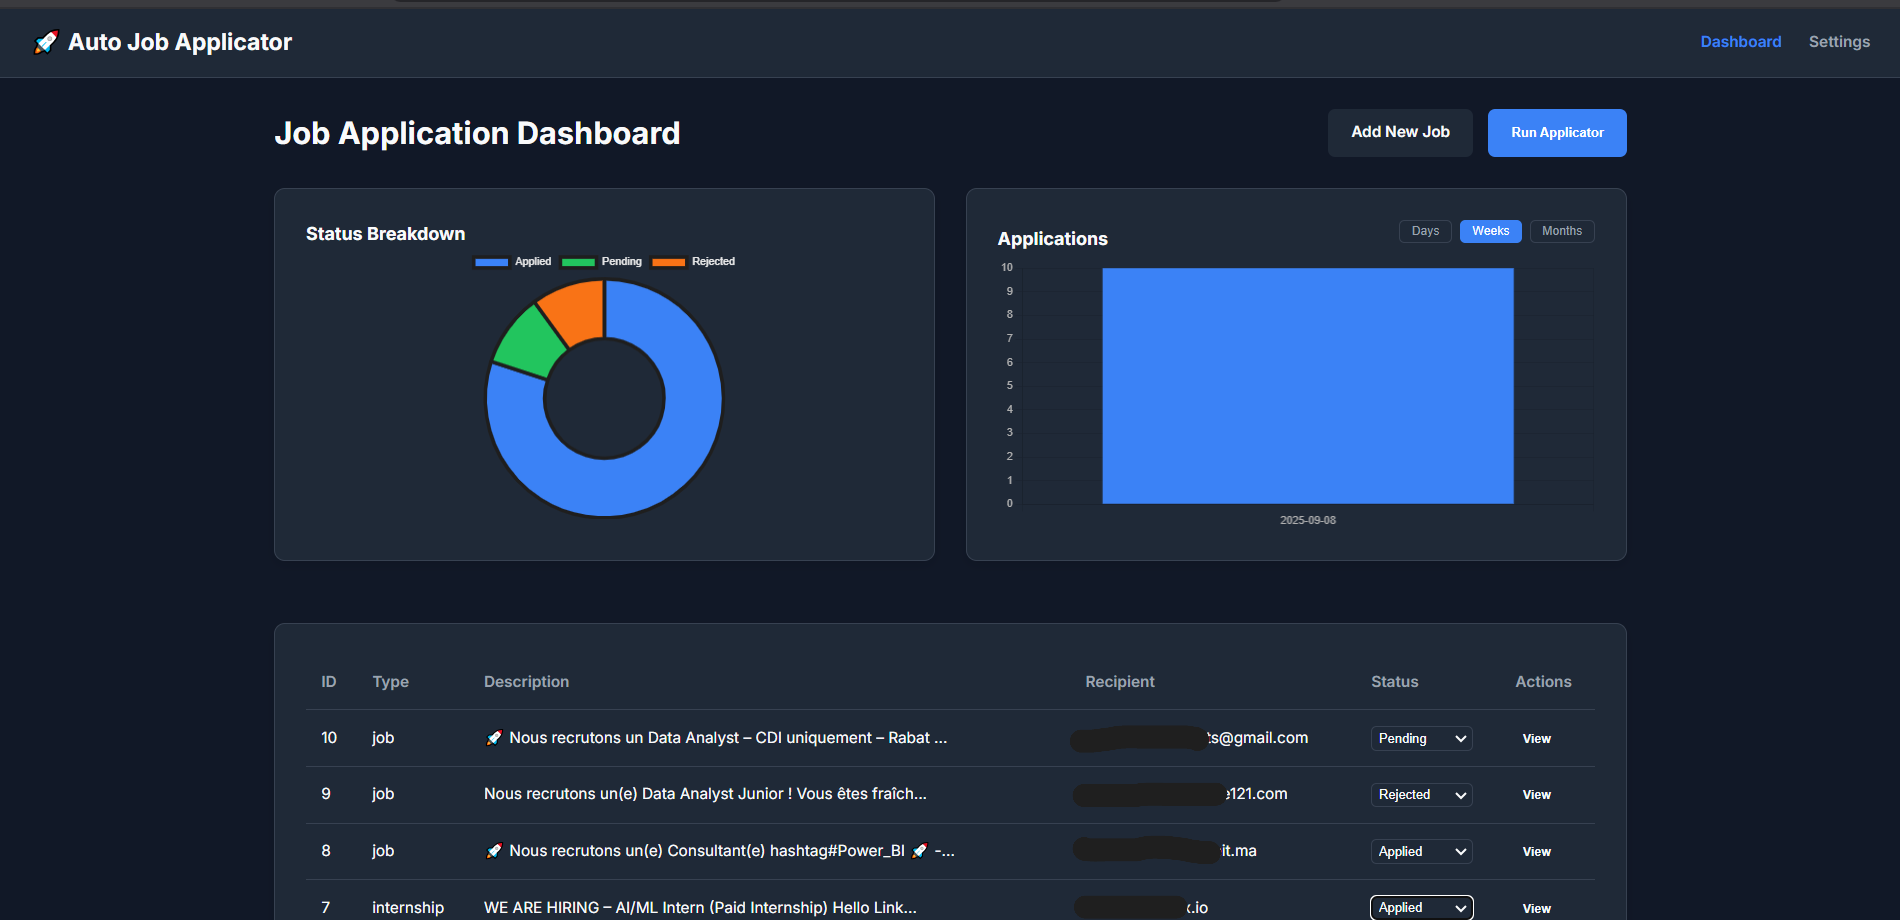 🚀 Auto Job Applicator
Dashboard Settings
Job Application Dashboard
Add New Job Run Applicator
Status Breakdown
Applied Pending Rejected
Applications
Days Weeks Months
10
9
8
7
6
5
4
3
2
1
0
2025-09-08
ID Type Description Recipient Status Actions
10 job 🚀 Nous recrutons un Data Analyst – CDI uniquement – Rabat ... ts@gmail.com Pending View
9 job Nous recrutons un(e) Data Analyst Junior ! Vous êtes fraîch... e121.com Rejected View
8 job 🚀 Nous recrutons un(e) Consultant(e) hashtag#Power_BI 🚀 -... it.ma Applied View
7 internship WE ARE HIRING – AI/ML Intern (Paid Internship) Hello Link... .io Applied View